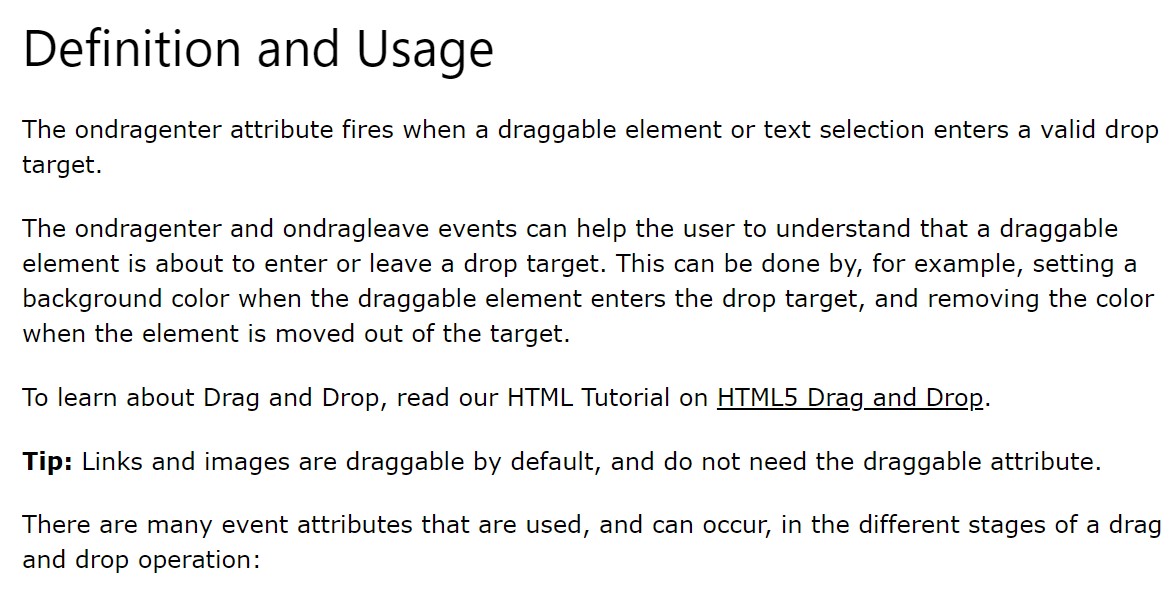 Definition and Usage
The ondragenter attribute fires when a draggable element or text selection enters a valid drop
target.
The ondragenter and ondragleave events can help the user to understand that a draggable
element is about to enter or leave a drop target. This can be done by, for example, setting a
background color when the draggable element enters the drop target, and removing the color
when the element is moved out of the target.
To learn about Drag and Drop, read our HTML Tutorial on HTML5 Drag and Drop.
Tip: Links and images are draggable by default, and do not need the draggable attribute.
There are many event attributes that are used, and can occur, in the different stages of a drag
and drop operation: